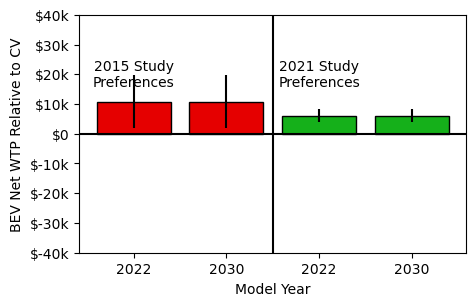 $40k
$30k
$20k
$10k
$0
$-10k
$-20k
$-30k
$-40k
BEV Net WTP Relative to CV
2015 Study
Preferences
2021 Study
Preferences
2022
2030
2022
2030
Model Year